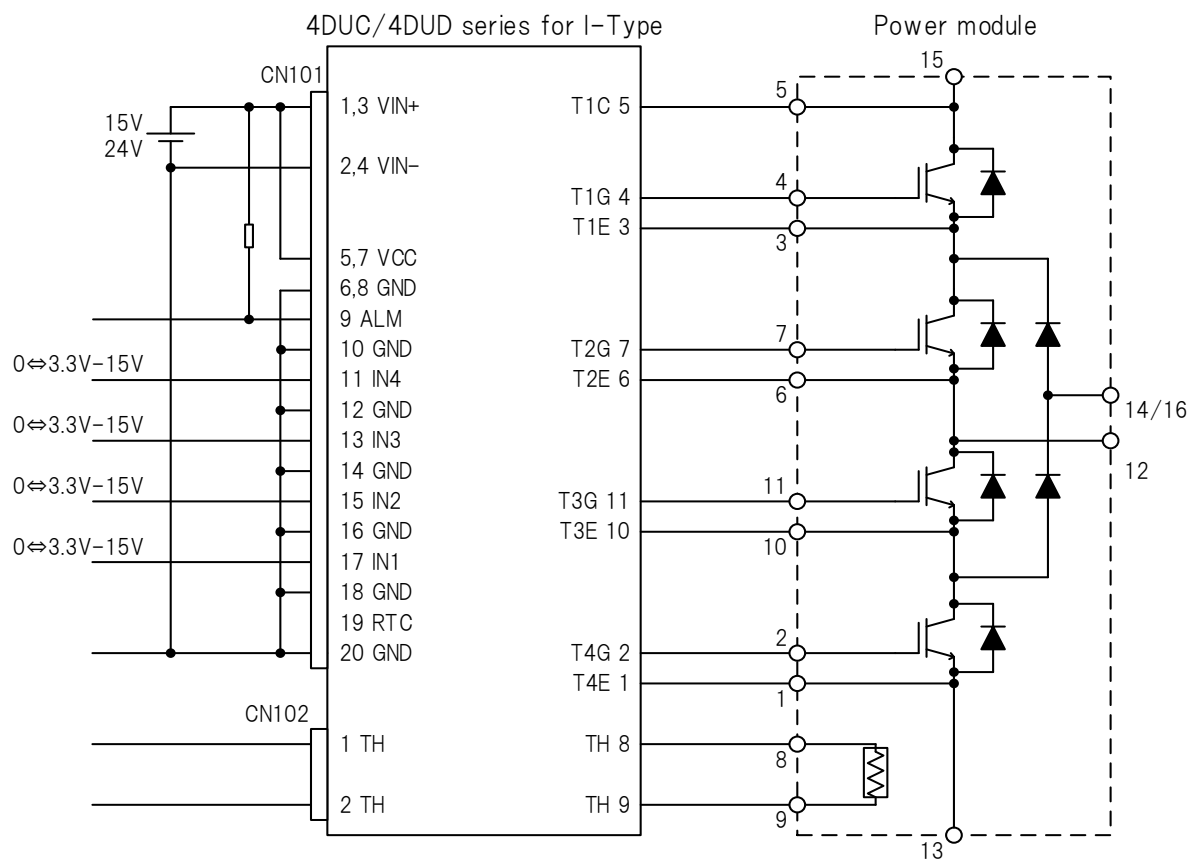 4DUC/4DUD series for I-Type
Power module
CN101
15V
24V
1,3 VIN+
2,4 VIN-
5,7 VCC
6,8 GND
9 ALM
10 GND
0⇔3.3V-15V
11 IN4
12 GND
0⇔3.3V-15V
13 IN3
14 GND
0⇔3.3V-15V
15 IN2
16 GND
0⇔3.3V-15V
17 IN1
18 GND
19 RTC
20 GND
CN102
1 TH
2 TH
T1C 5
T1G 4
T1E 3
T2G 7
T2E 6
T3G 11
T3E 10
T4G 2
T4E 1
TH 8
TH 9
5
4
3
7
6
11
10
2
1
8
9
15
14/16
12
13